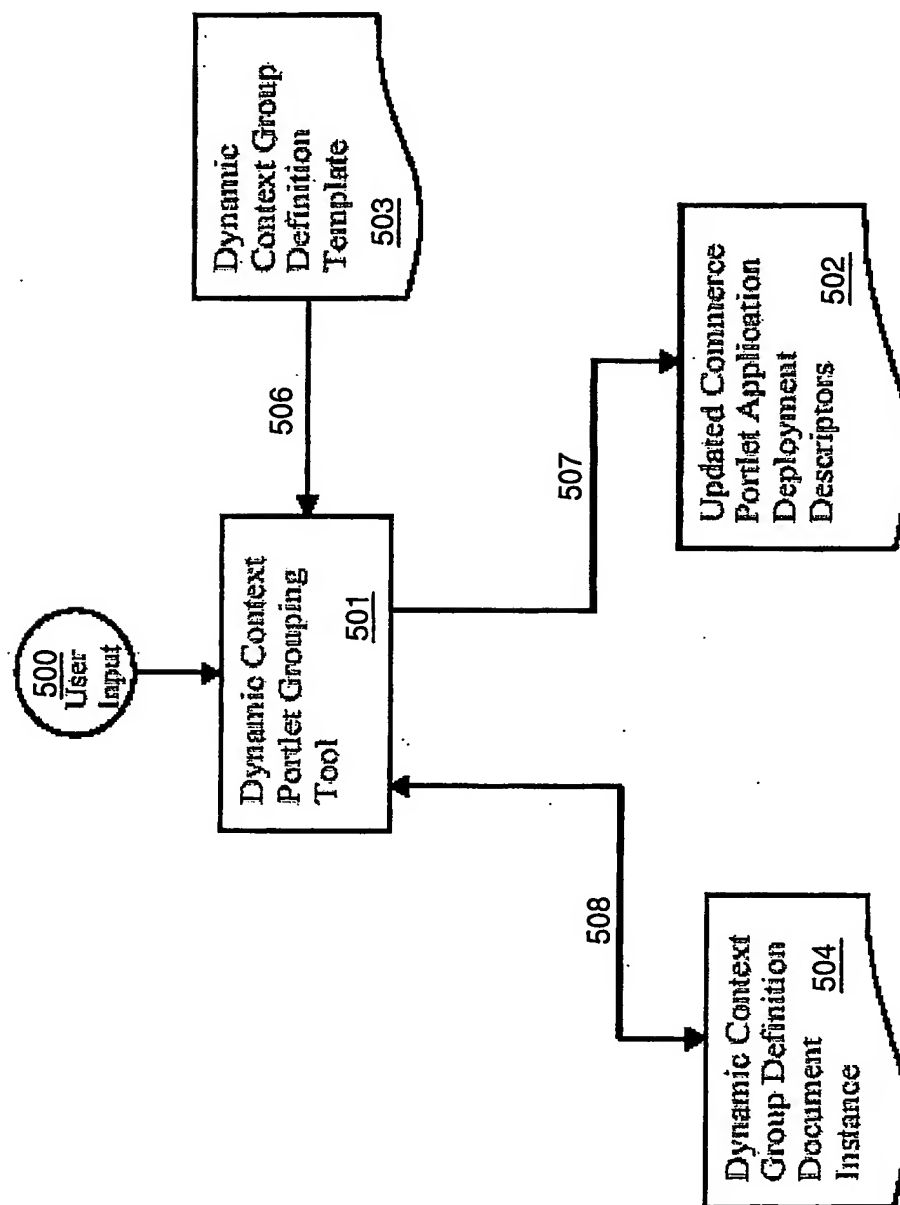 500
User
Input
Dynamic Context
Portlet Grouping
Tool
501
506
Dynamic
Context Group
Definition
Template
503
508
507
Dynamic Context
Group Definition
Document
Instance
504
Updated Commerce
Portlet Application
Deployment
Descriptors
502